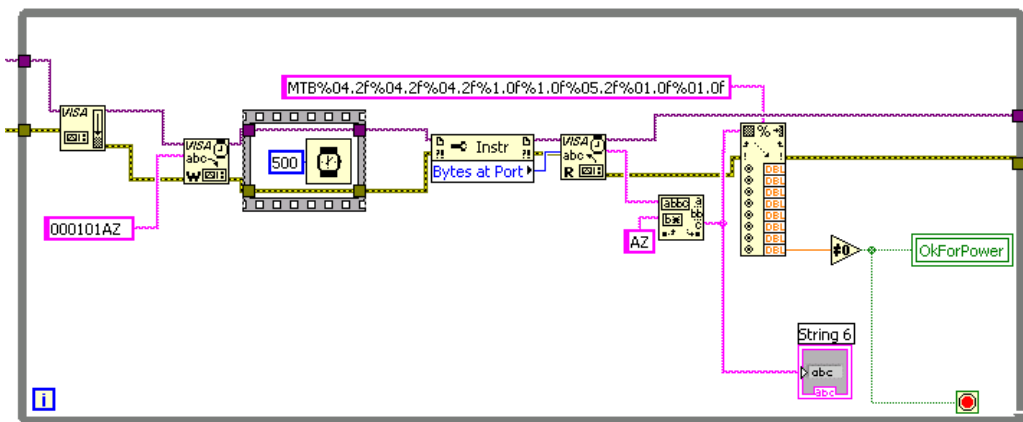 MTB%04.2f%04.2f%04.2f%1.0f%1.0f%05.2f%01.0f%01.0f
VISA
VISA
abc
W
500
Instr
Bytes at Port
VISA
abc
R
%
000101AZ
AZ
abbc
a
bb
c
DBL
DBL
DBL
DBL
DBL
DBL
DBL
DBL
≠0
OkForPower
String 6
abc
abc
i